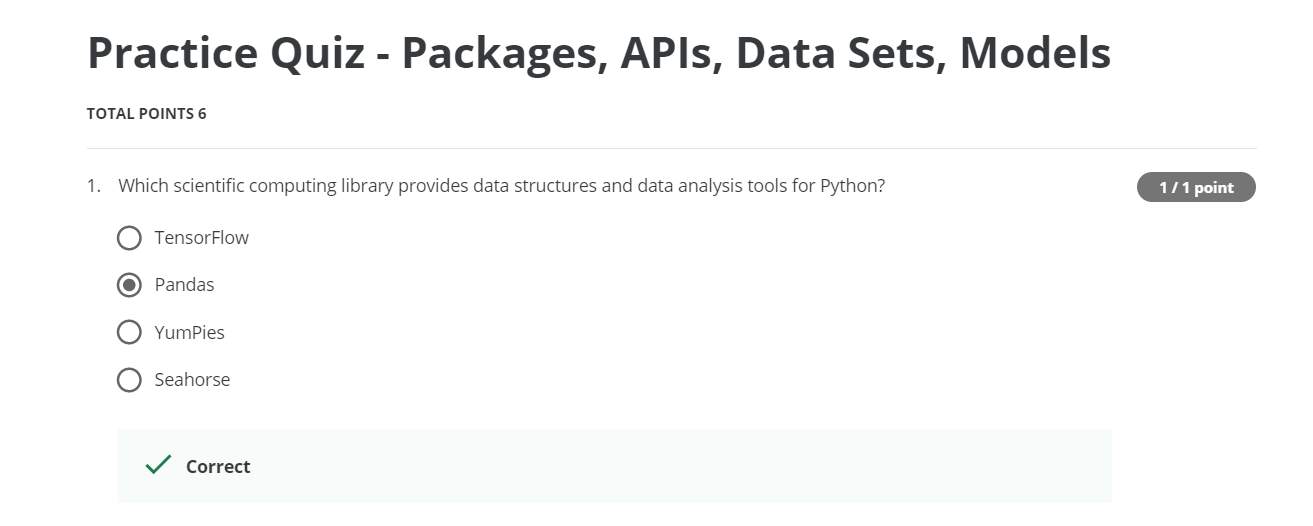 Practice Quiz - Packages, APIs, Data Sets, Models
TOTAL POINTS 6
1. Which scientific computing library provides data structures and data analysis tools for Python?
1 / 1 point
TensorFlow
Pandas
YumPies
Seahorse
Correct